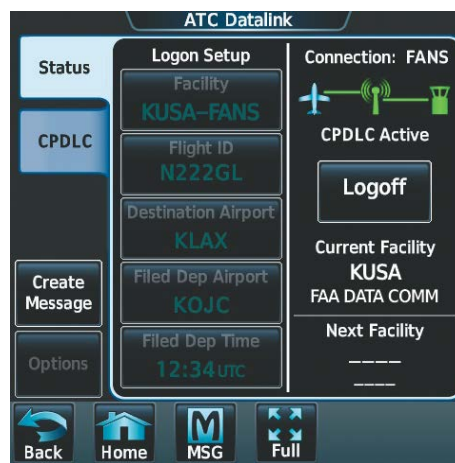 ATC Datalink
Status
CPDLC
Create
Message
Options
Logon Setup
Facility
KUSA–FANS
Flight ID
N222GL
Destination Airport
KLAX
Filed Dep Airport
KOJC
Filed Dep Time
12:34UTC
Connection: FANS
CPDLC Active
Logoff
Current Facility
KUSA
FAA DATA COMM
Next Facility
____
____
Back
Home
MSG
Full